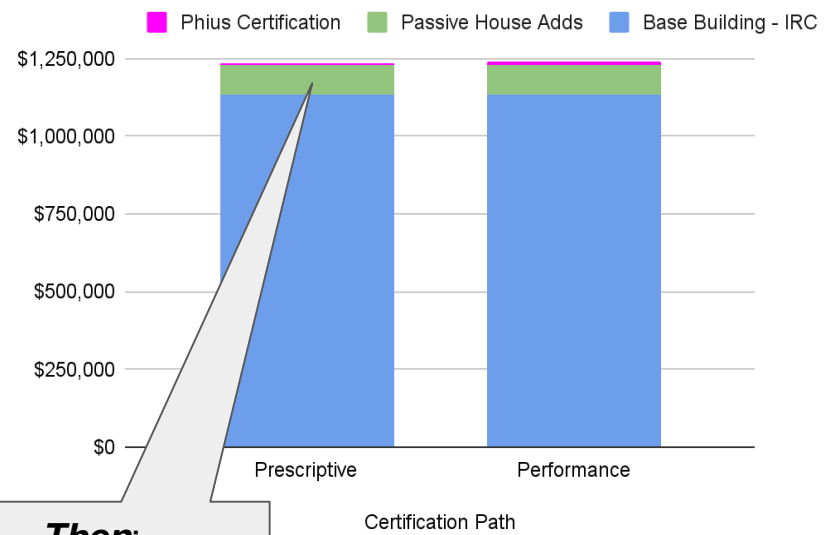 Phius Certification Passive House Adds Base Building - IRC
$1,250,000
$1,000,000
$750,000
$500,000
$250,000
$0
Prescriptive Performance
Certification Path
Then: